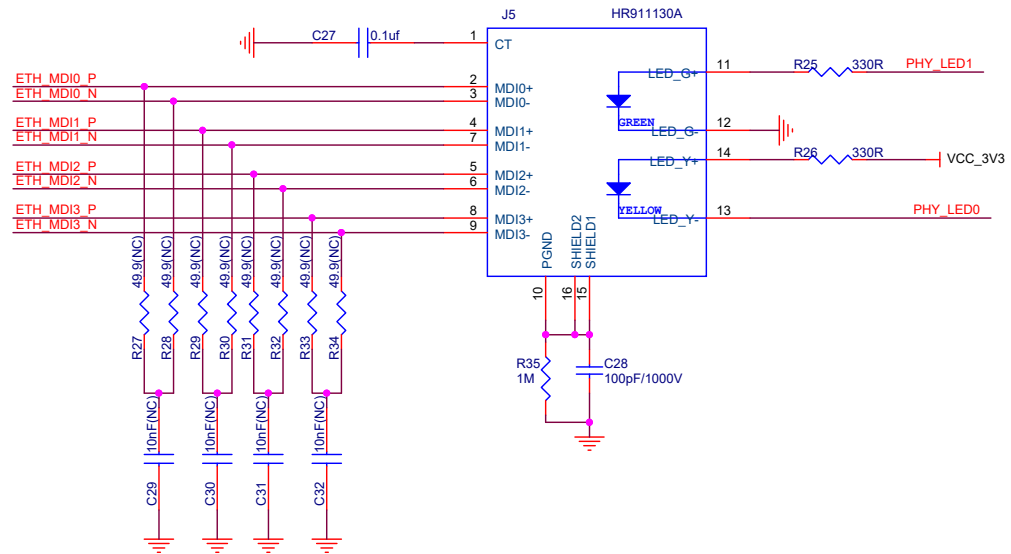 J5
HR911130A
C27
0.1uf
1
CT
ETH_MDI0_P
2
MDI0+
ETH_MDI0_N
3
MDI0-
ETH_MDI1_P
4
MDI1+
ETH_MDI1_N
7
MDI1-
ETH_MDI2_P
5
MDI2+
ETH_MDI2_N
6
MDI2-
ETH_MDI3_P
8
MDI3+
ETH_MDI3_N
9
MDI3-
LED_G+
11
R25
330R
PHY_LED1
GREEN
LED_G-
12
LED_Y+
14
R26
330R
VCC_3V3
YELLOW
LED_Y-
13
PHY_LED0
PGND
SHIELD2
SHIELD1
10
16
15
49.9(NC)
49.9(NC)
49.9(NC)
49.9(NC)
49.9(NC)
49.9(NC)
49.9(NC)
49.9(NC)
R27
R28
R29
R30
R31
R32
R33
R34
R35
1M
C28
100pF/1000V
10nF(NC)
10nF(NC)
10nF(NC)
10nF(NC)
C29
C30
C31
C32